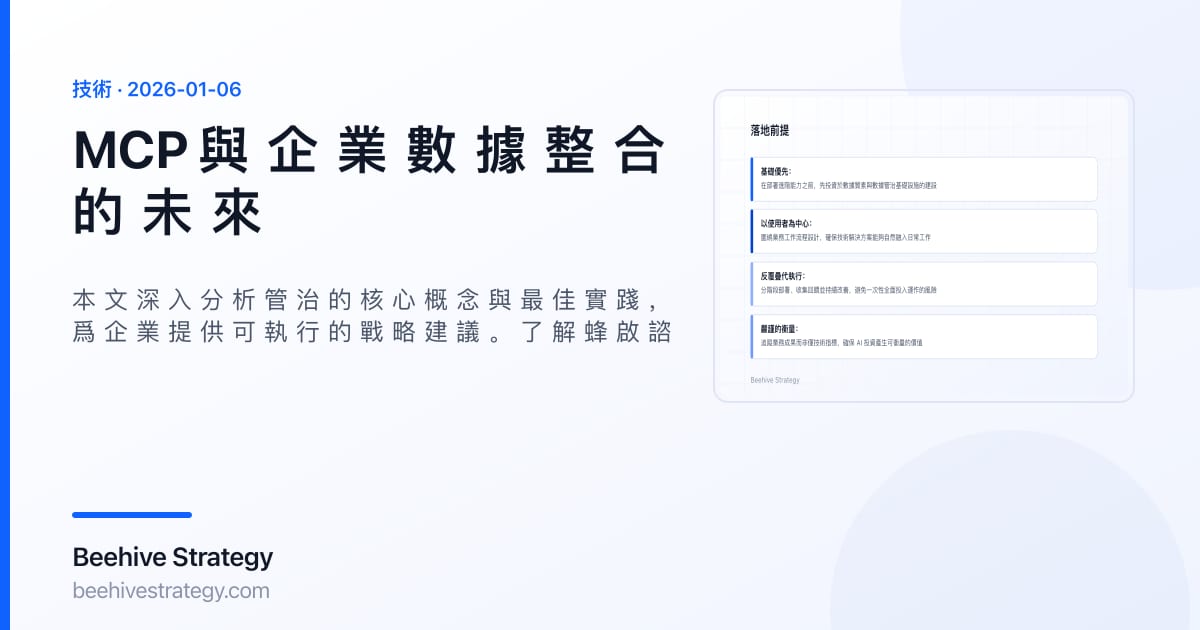 技術 · 2026-01-06
MCP與企業數據整合
的未來
本文深入分析管治的核心概念與最佳實踐，
爲企業提供可執行的戰略建議。了解蜂啟諮
Beehive Strategy
beehivestrategy.com
落地前提
基礎優先：
在部署進階能力之前，先投資於數據質素與數據管治基礎設施的建設
以使用者為中心：
圍繞業務工作流程設計，確保技術解決方案能夠自然融入日常工作
反覆疊代執行：
分階段部署、收集回饋並持續改善，避免一次性全面投入運作的風險
嚴謹的衡量：
追蹤業務成果而非僅技術指標，確保 AI 投資產生可衡量的價值
Beehive Strategy